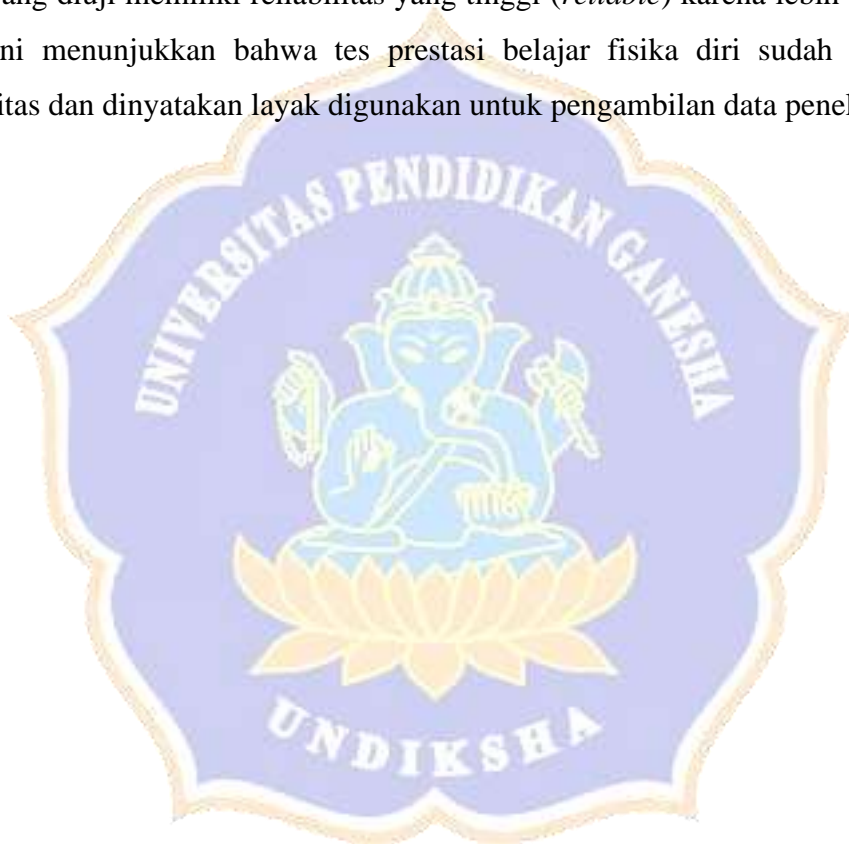 ang diuji memiliki reliabilitas yang tinggi (reliable) karena lebih
ni menunjukkan bahwa tes prestasi belajar fisika diri sudah
itas dan dinyatakan layak digunakan untuk pengambilan data penel
UNIVERSITAS PENDIDIKAN GANESHA
UNDIKSHA